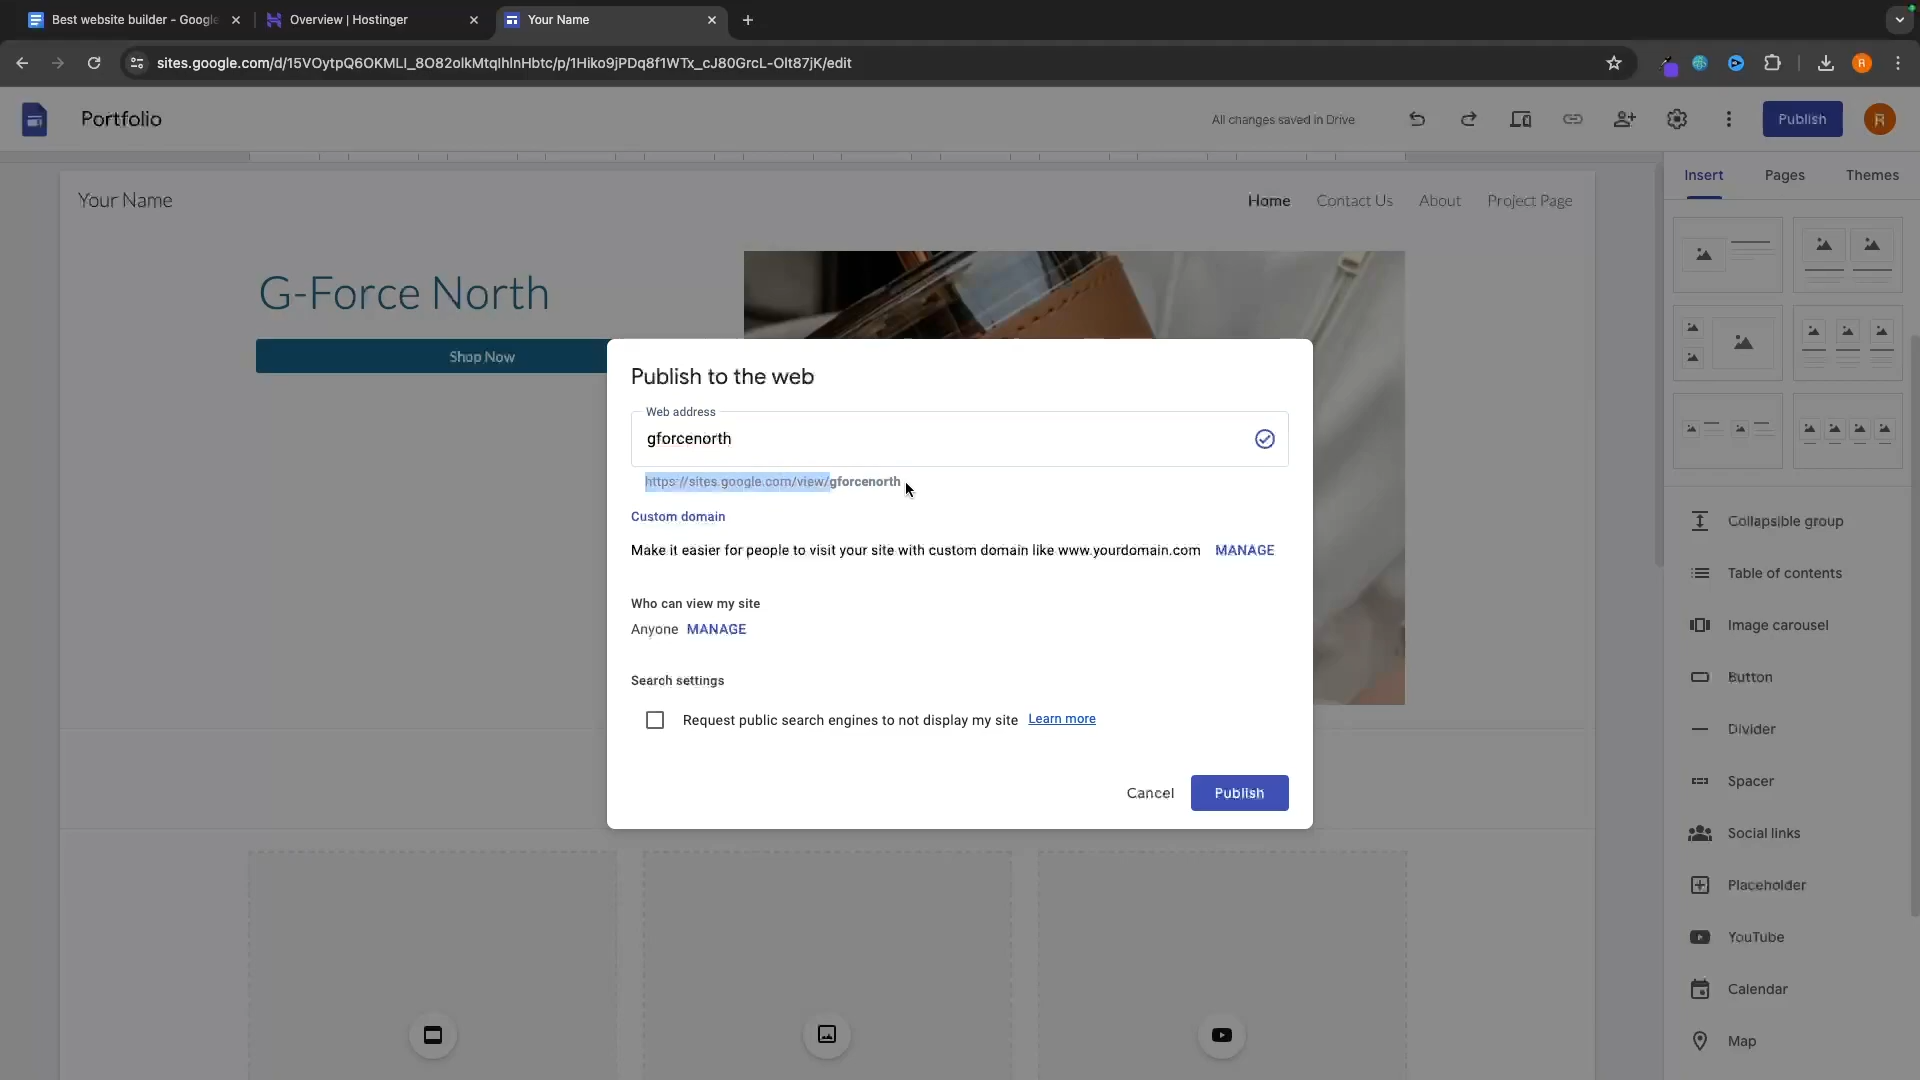 Best website builder - Google
Overview | Hostinger
Your Name
sites.google.com/d/15VOytpQ6OKMLI_8O82olkMtqIhlnHbtc/p/1Hiko9jPDq8f1WTx_cJ80GrcL-OIt87jK/edit
R
Portfolio
All changes saved in Drive
Publish
R
Insert
Pages
Themes
Your Name
Home
Contact Us
About
Project Page
G-Force North
Shop Now
Publish to the web
Web address
gforcenorth
https://sites.google.com/view/gforcenorth
Custom domain
Make it easier for people to visit your site with custom domain like www.yourdomain.com MANAGE
Who can view my site
Anyone MANAGE
Search settings
Request public search engines to not display my site Learn more
Cancel
Publish
Collapsible group
Table of contents
Image carousel
Button
Divider
Spacer
Social links
Placeholder
YouTube
Calendar
Map